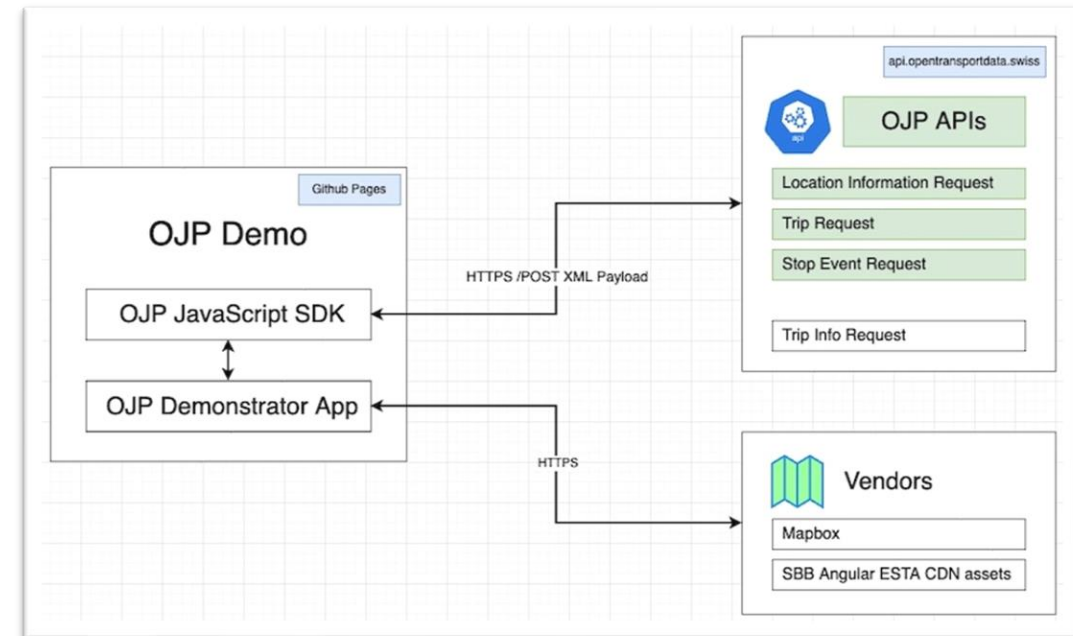 Github Pages
OJP Demo
OJP JavaScript SDK
OJP Demonstrator App
HTTPS /POST XML Payload
HTTPS
api.opentransportdata.swiss
api
OJP APIs
Location Information Request
Trip Request
Stop Event Request
Trip Info Request
Vendors
Mapbox
SBB Angular ESTA CDN assets